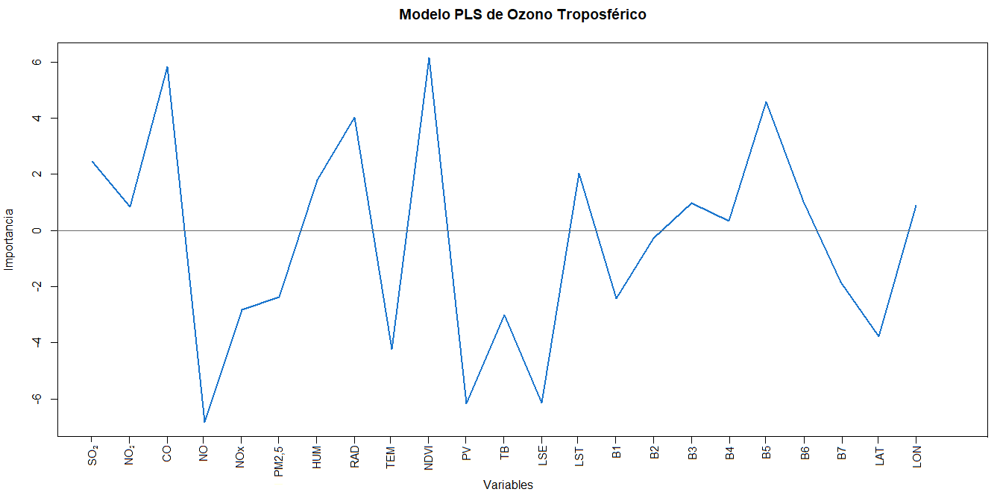 Modelo PLS de Ozono Troposférico
Importancia
6
4
2
0
-2
-4
-6
SO₂
NO₂
CO
NO
NOx
PM2,5
HUM
RAD
TEM
NDVI
PV
TB
LSE
LST
B1
B2
B3
B4
B5
B6
B7
LAT
LON
Variables